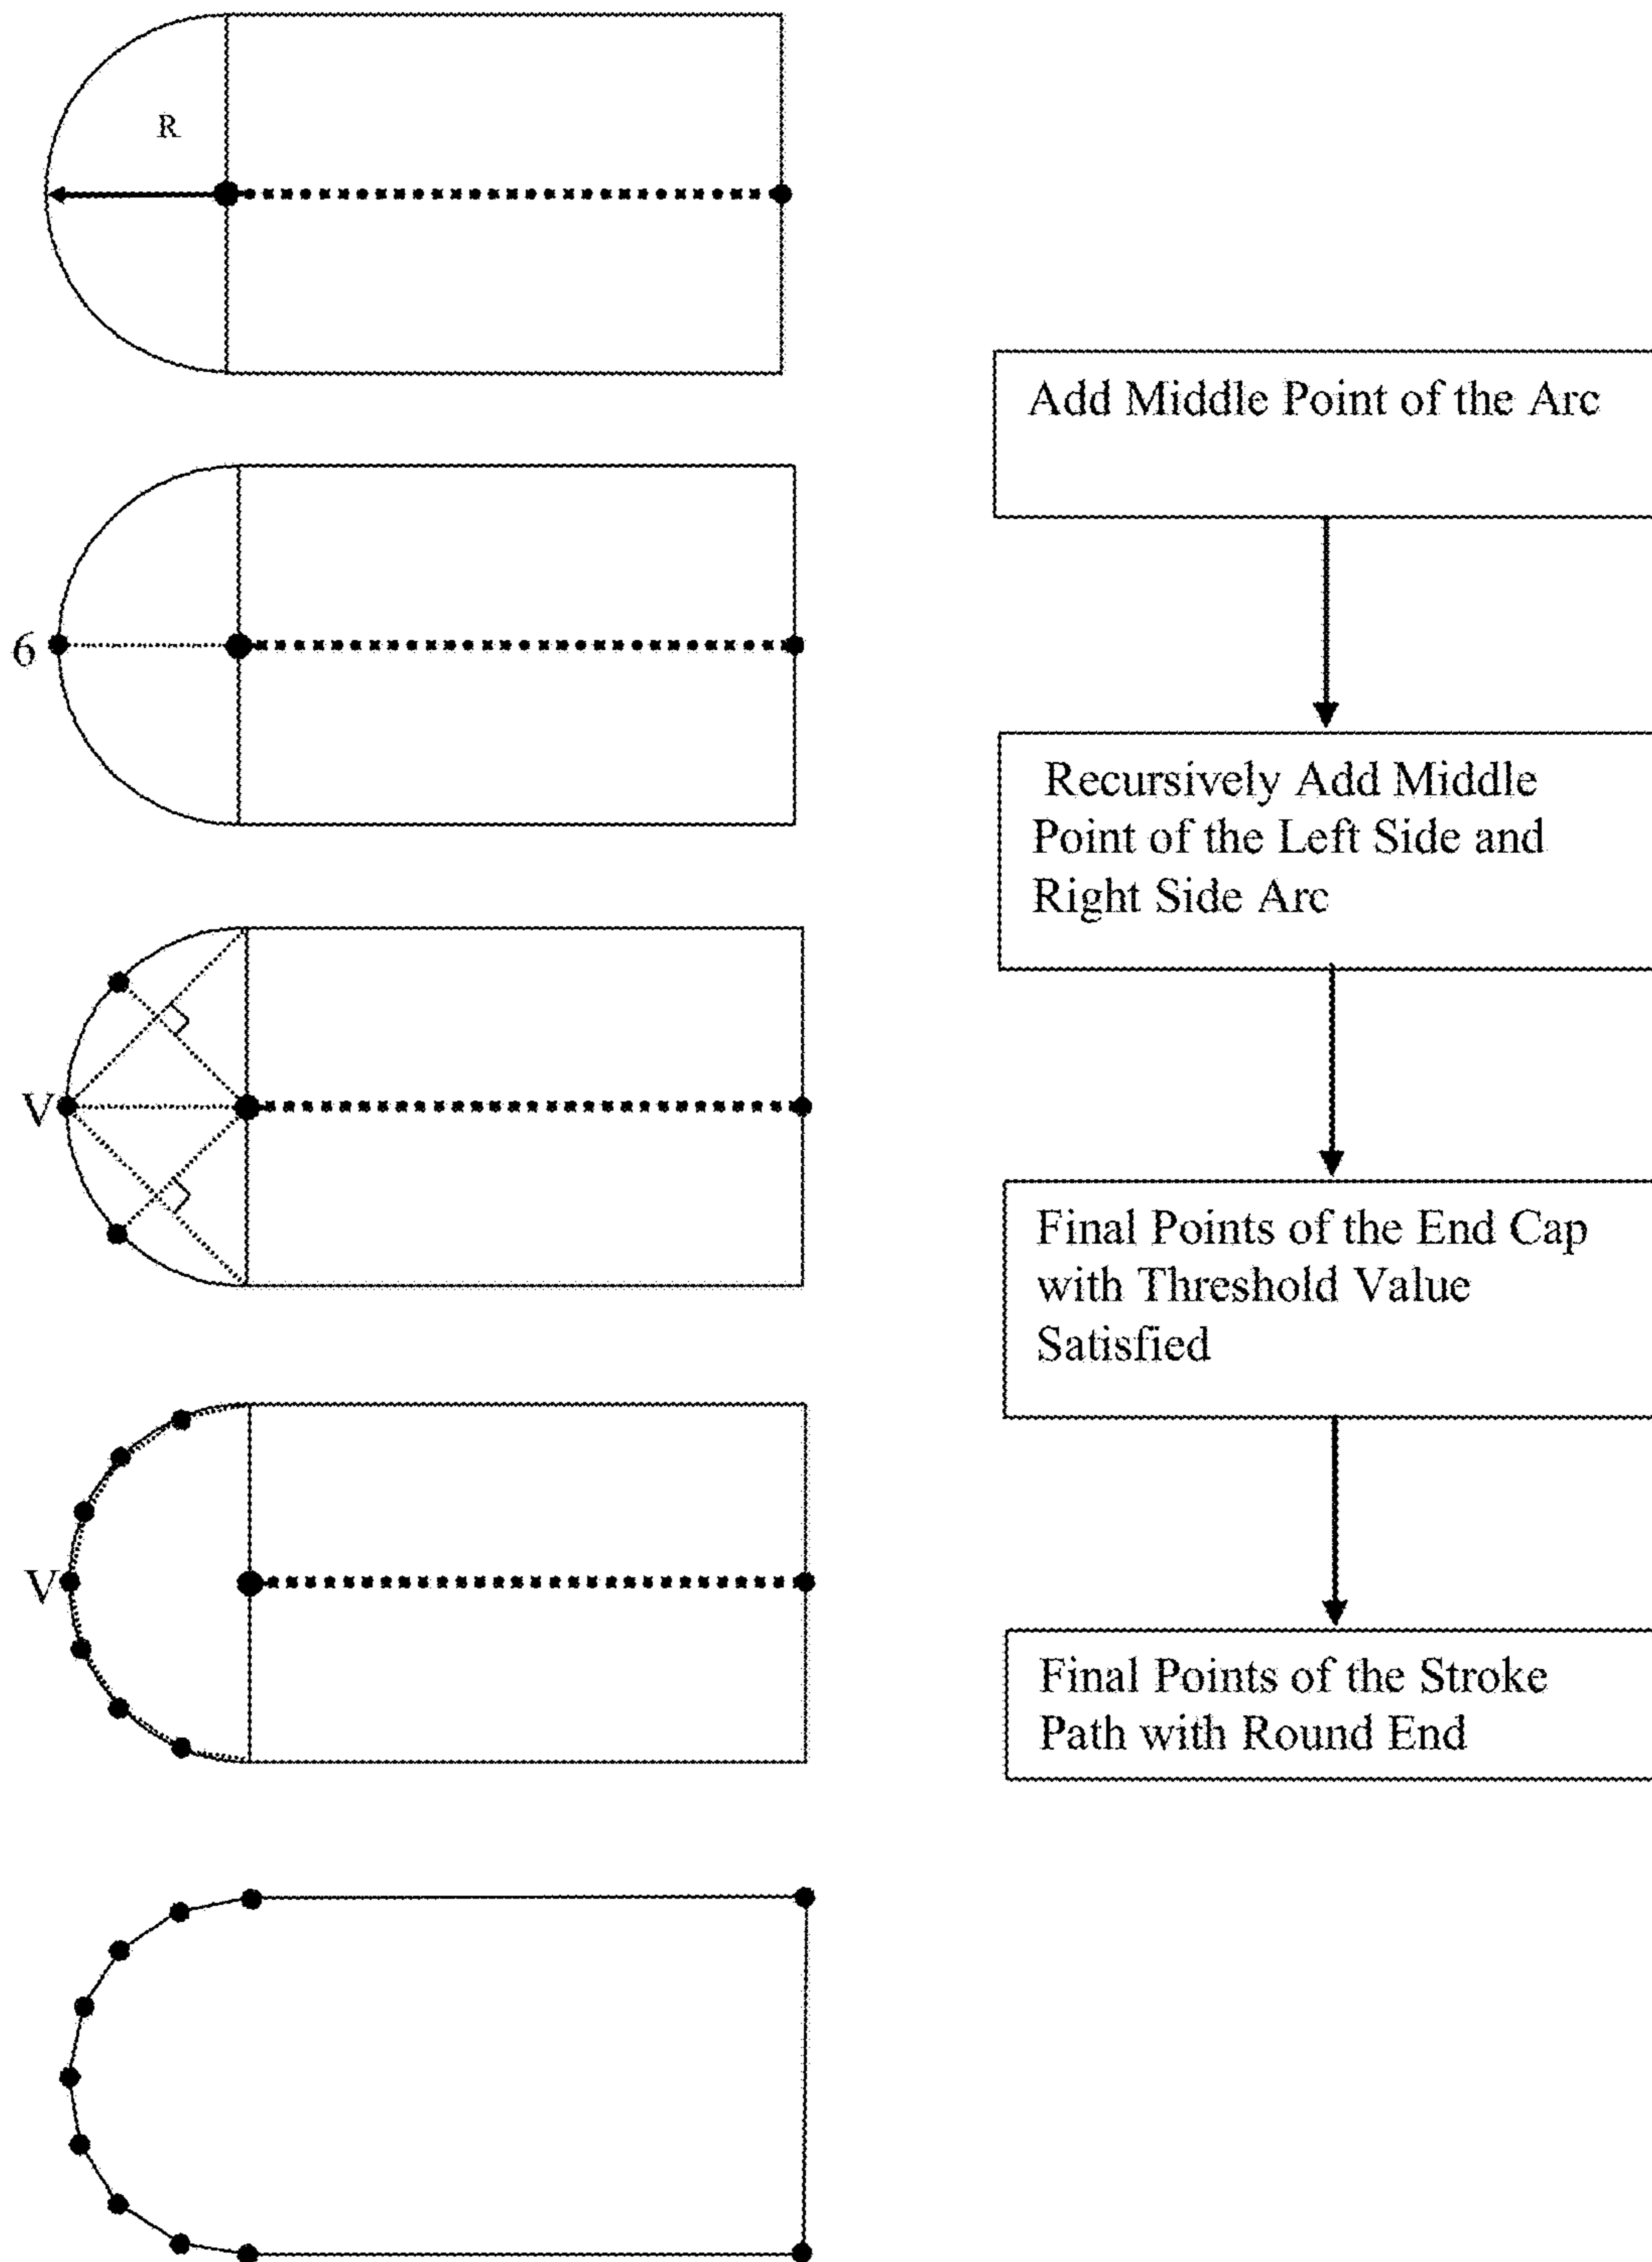 R
Add Middle Point of the Arc
6
Recursively Add Middle
Point of the Left Side and
Right Side Arc
V
Final Points of the End Cap
with Threshold Value
Satisfied
V
Final Points of the Stroke
Path with Round End